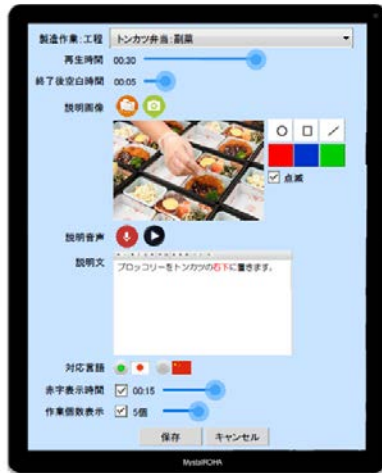 製造作業:工程 トンカツ弁当:副菜
再生時間 00:30
終了後空白時間 00:05
説明画像
点滅
説明音声
説明文
ブロッコリーをトンカツの右下に置きます。
対応言語
赤字表示時間 00:15
作業個数表示 5個
保存 キャンセル